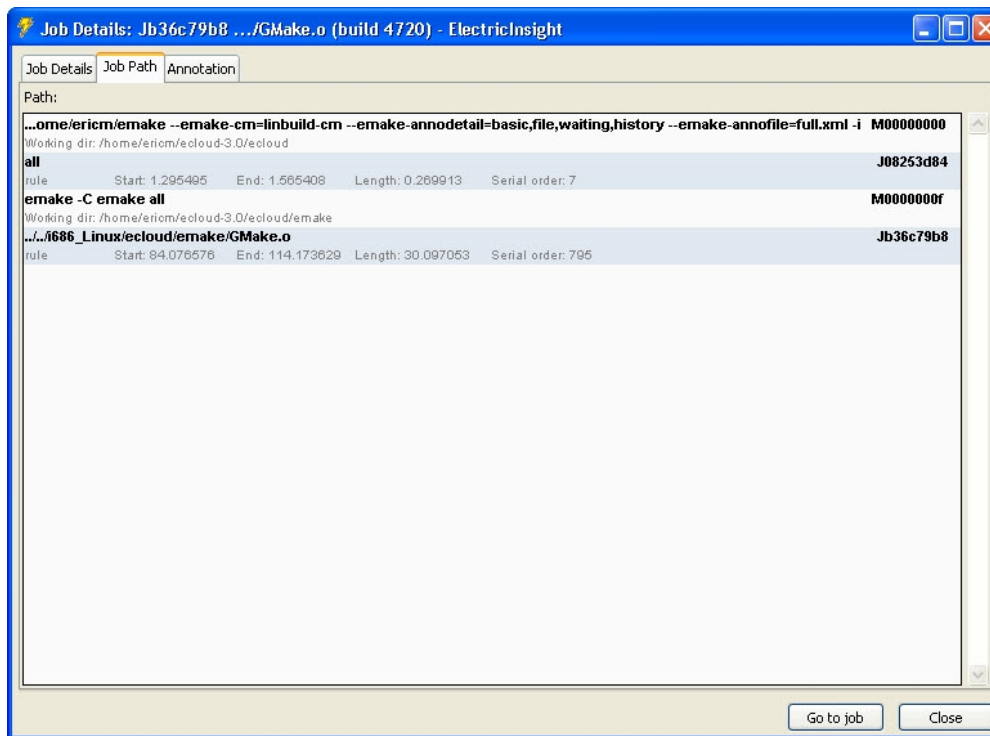 Job Details: Jb36c79b8 .../GMake.o (build 4720) - ElectricInsight
Job Details Job Path Annotation
Path:
...ome/ericm/emake --emake-cm=linbuild-cm --emake-annodetail=basic,file,waiting,history --emake-annofile=full.xml -i M00000000
Working dir: /home/ericm/ecloud-3.0/ecloud
all J08253d84
rule Start: 1.295495 End: 1.565408 Length: 0.269913 Serial order: 7
emake -C emake all M0000000f
Working dir: /home/ericm/ecloud-3.0/ecloud/emake
../../i686_Linux/ecloud/emake/GMake.o Jb36c79b8
rule Start: 84.076576 End: 114.173629 Length: 30.097053 Serial order: 795
Go to job Close